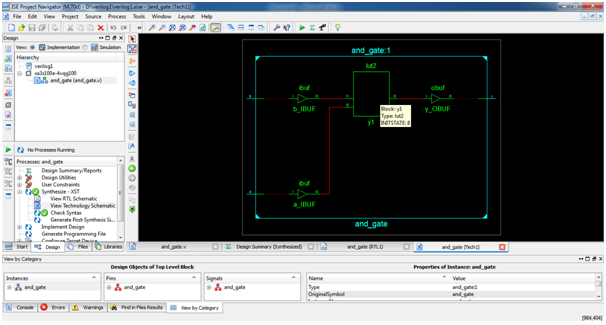 ISE Project Navigator (M.70d) - D:\verilog1\verilog1.xise - [and_gate (Tech1)]
File Edit View Project Source Process Tools Window Layout Help
Design
View: Implementation Simulation
Hierarchy
verilog1
xa3s100e-4vqg100
and_gate (and_gate.v)
No Processes Running
Processes: and_gate
Design Summary/Reports
Design Utilities
User Constraints
Synthesize - XST
View RTL Schematic
View Technology Schematic
Check Syntax
Generate Post-Synthesis Si...
Implement Design
Generate Programming File
Configure Target Device
Start Design Files Libraries
and_gate:1
lut2
ibuf
b_IBUF
obuf
y_OBUF
Block: y1
Type: lut2
INITSTATE: 8
y1
ibuf
a_IBUF
and_gate
and_gate.v Design Summary (Synthesized) and_gate (RTL1) and_gate (Tech1)
View by Category
Design Objects of Top Level Block Properties of Instance: and_gate
Instances Pins Signals Name Value
and_gate and_gate and_gate Type and_gate:1
OriginalSymbol and_gate
Console Errors Warnings Find in Files Results View by Category
[984,404]